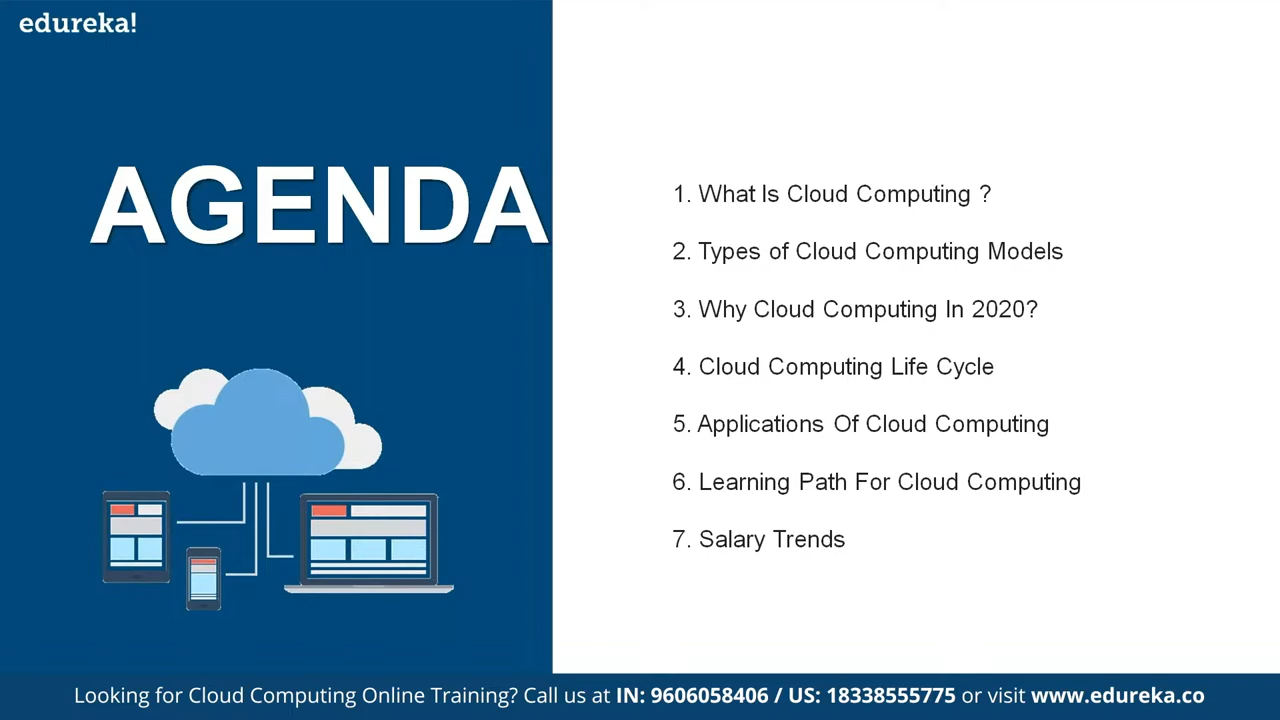 edureka!
AGENDA
1. What Is Cloud Computing ?
2. Types of Cloud Computing Models
3. Why Cloud Computing In 2020?
4. Cloud Computing Life Cycle
5. Applications Of Cloud Computing
6. Learning Path For Cloud Computing
7. Salary Trends
Looking for Cloud Computing Online Training? Call us at IN: 9606058406 / US: 18338555775 or visit www.edureka.co